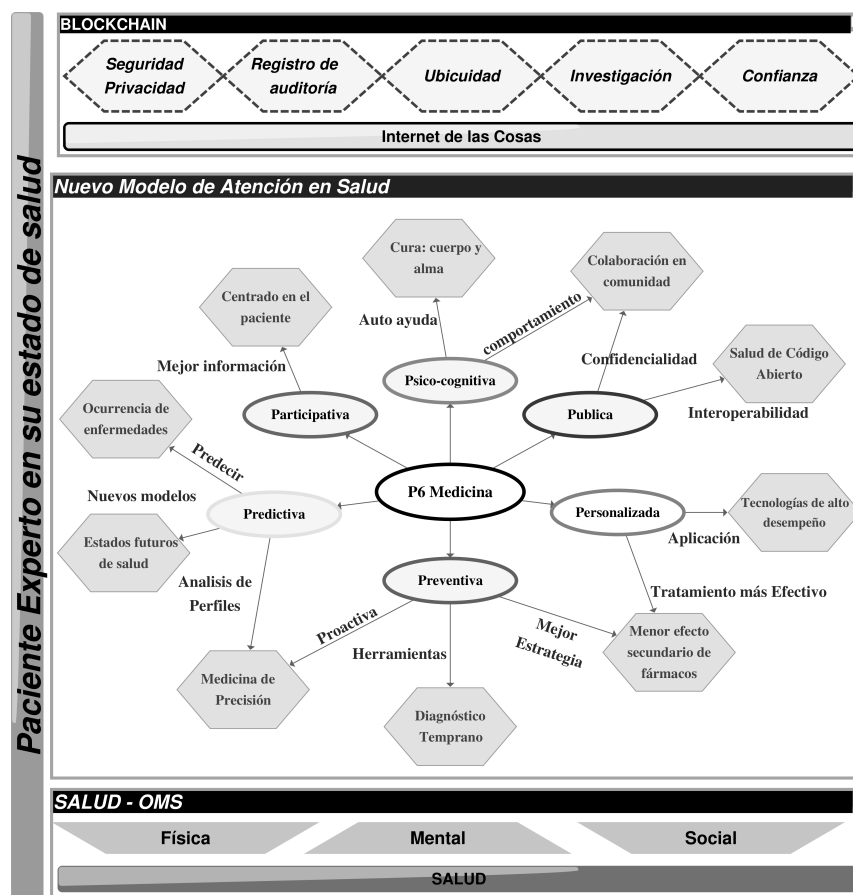 BLOCKCHAIN
Seguridad
Privacidad
Registro de
auditoría
Ubicuidad
Investigación
Confianza
Internet de las Cosas
Paciente Experto en su estado de salud
Nuevo Modelo de Atención en Salud
Cura: cuerpo y
alma
Colaboración en
comunidad
Centrado en el
paciente
Auto ayuda
comportamiento
Mejor información
Confidencialidad
Salud de Código
Abierto
Psico-cognitiva
Ocurrencia de
enfermedades
Participativa
Publica
Interoperabilidad
Predecir
P6 Medicina
Nuevos modelos
Predictiva
Personalizada
Tecnologías de alto
desempeño
Aplicación
Estados futuros
de salud
Analisis de
Perfiles
Preventiva
Tratamiento más Efectivo
Proactiva
Herramientas
Mejor
Estrategia
Menor efecto
secundario de
fármacos
Medicina de
Precisión
Diagnóstico
Temprano
SALUD - OMS
Física
Mental
Social
SALUD